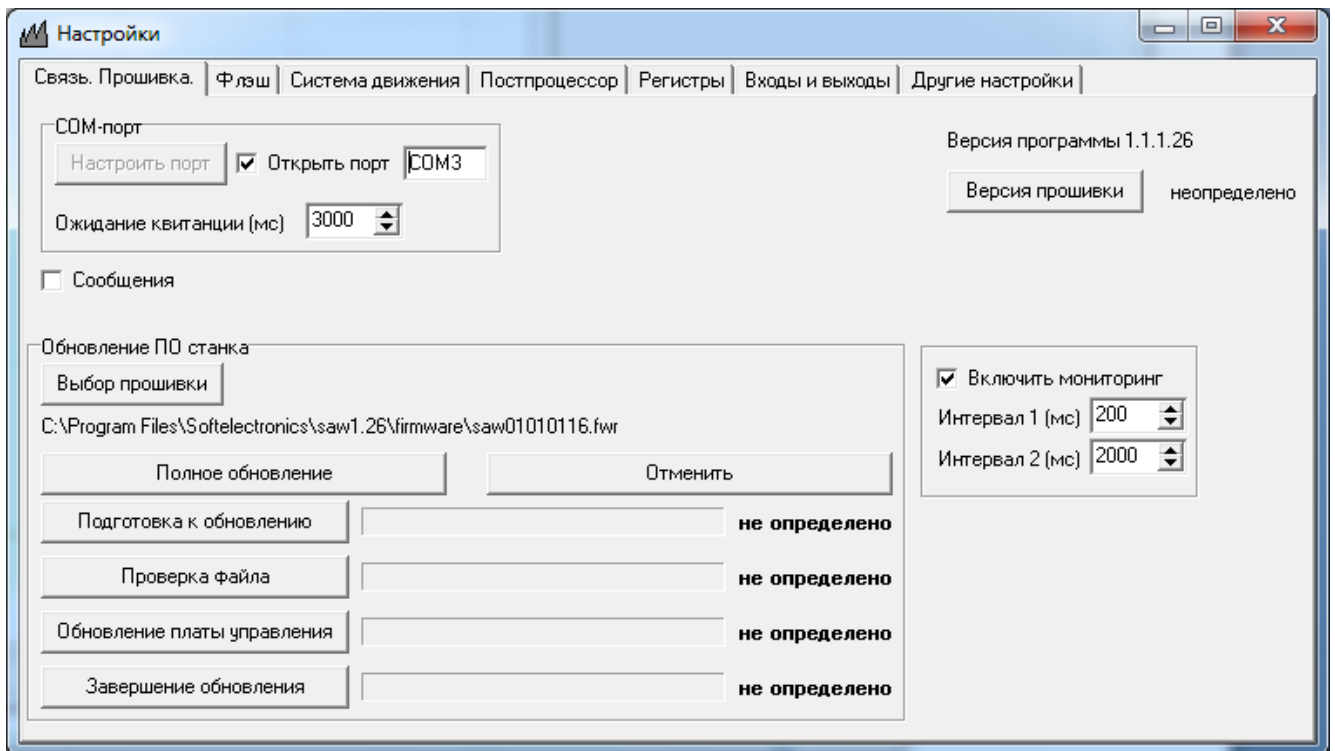 Настройки
Связь. Прошивка. Флэш Система движения Постпроцессор Регистры Входы и выходы Другие настройки
COM-порт
Настроить порт Открыть порт COM3
Ожидание квитанции (мс) 3000
Версия программы 1.1.1.26
Версия прошивки неопределено
Сообщения
Обновление ПО станка
Выбор прошивки
C:\Program Files\Softelectronics\saw1.26\firmware\saw01010116.fwr
Полное обновление Отменить
Подготовка к обновлению не определено
Проверка файла не определено
Обновление платы управления не определено
Завершение обновления не определено
Включить мониторинг
Интервал 1 (мс) 200
Интервал 2 (мс) 2000